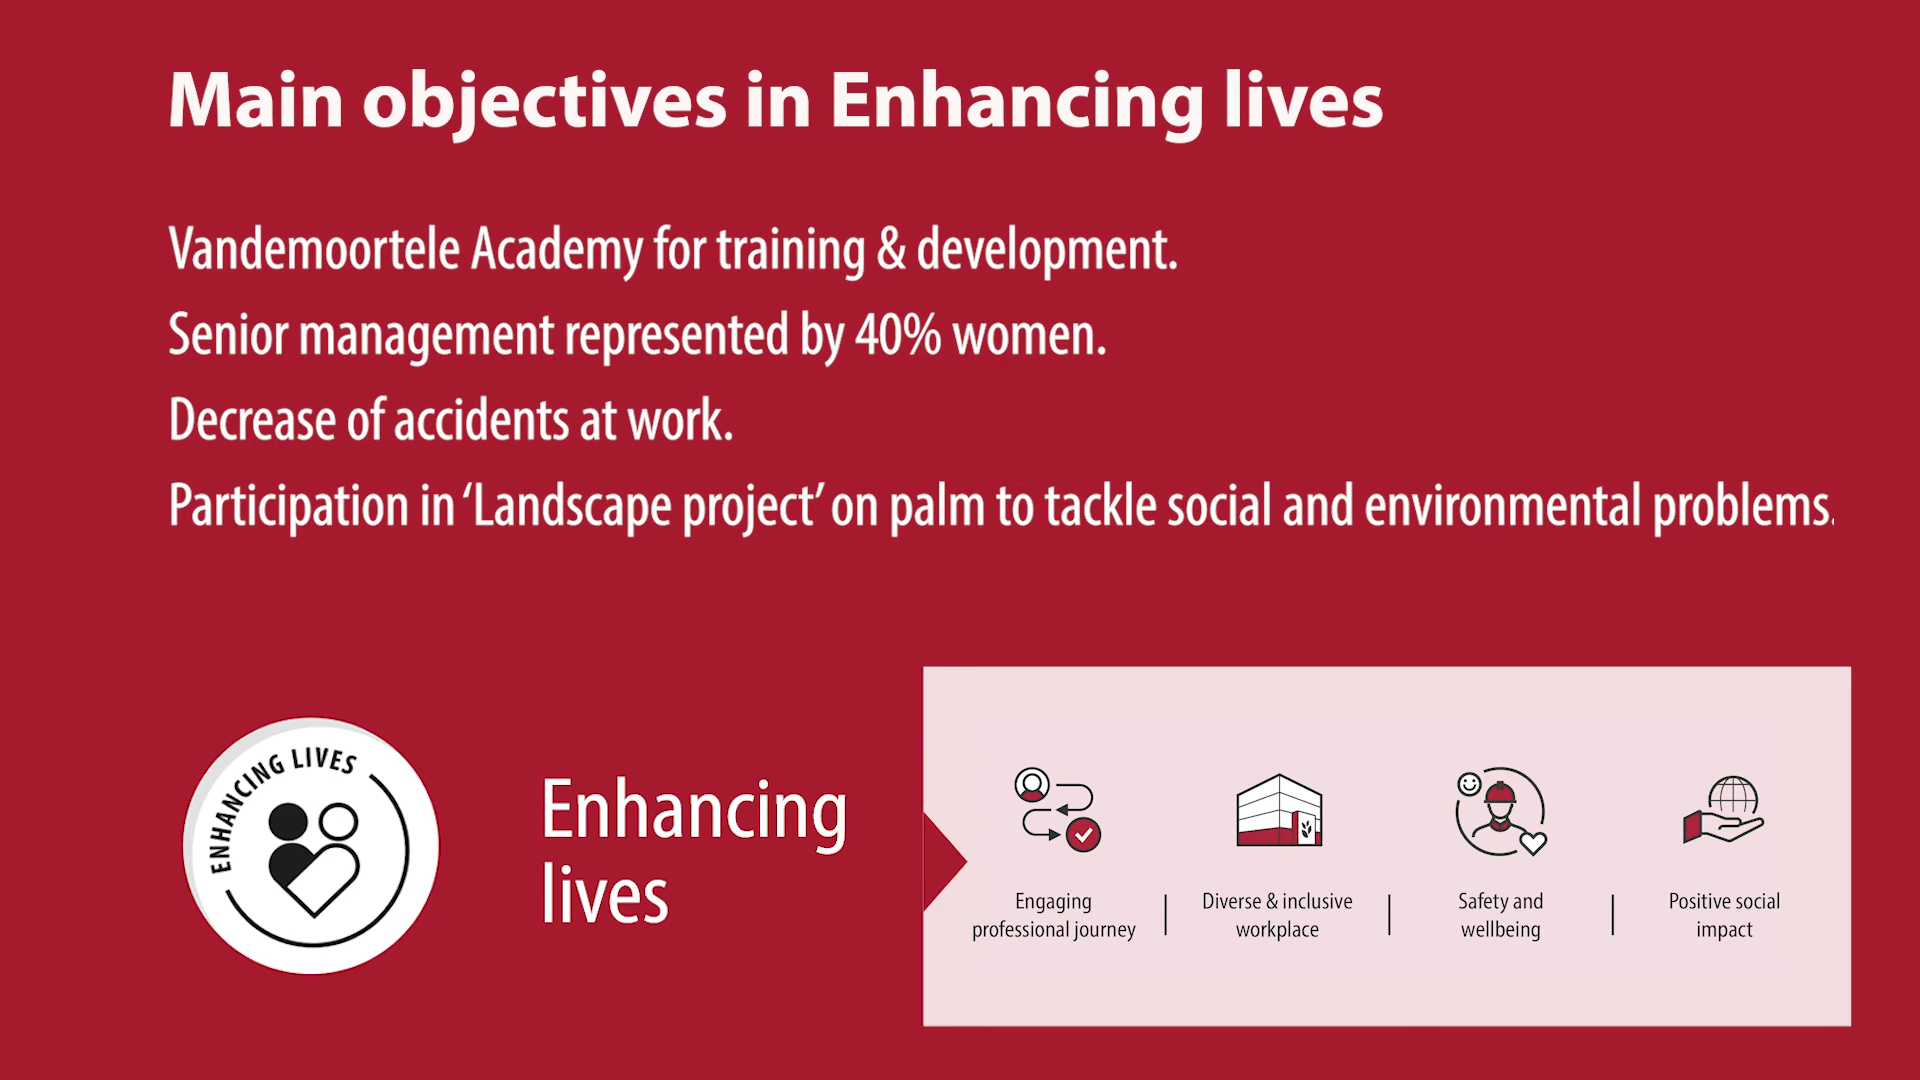 Main objectives in Enhancing lives
Vandemoortele Academy for training & development.
Senior management represented by 40% women.
Decrease of accidents at work.
Participation in ‘Landscape project’ on palm to tackle social and environmental problems.
ENHANCING LIVES
Enhancing
lives
Engaging
professional journey
Diverse & inclusive
workplace
Safety and
wellbeing
Positive social
impact